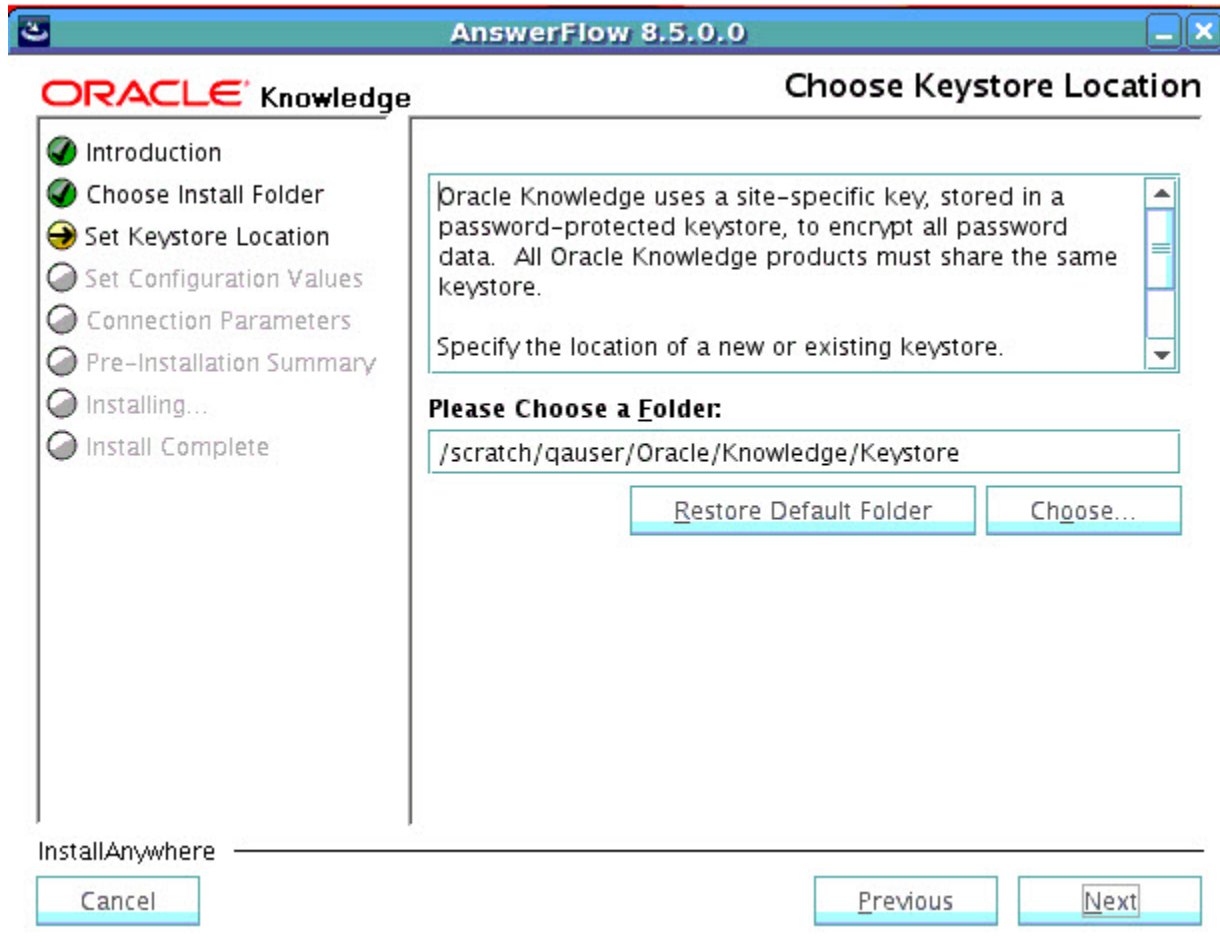 AnswerFlow 8.5.0.0
ORACLE Knowledge
Choose Keystore Location
Introduction
Choose Install Folder
Set Keystore Location
Set Configuration Values
Connection Parameters
Pre-Installation Summary
Installing...
Install Complete
Oracle Knowledge uses a site-specific key, stored in a
password-protected keystore, to encrypt all password
data.  All Oracle Knowledge products must share the same
keystore.
Specify the location of a new or existing keystore.
Please Choose a Folder:
/scratch/qauser/Oracle/Knowledge/Keystore
Restore Default Folder
Choose...
InstallAnywhere
Cancel
Previous
Next